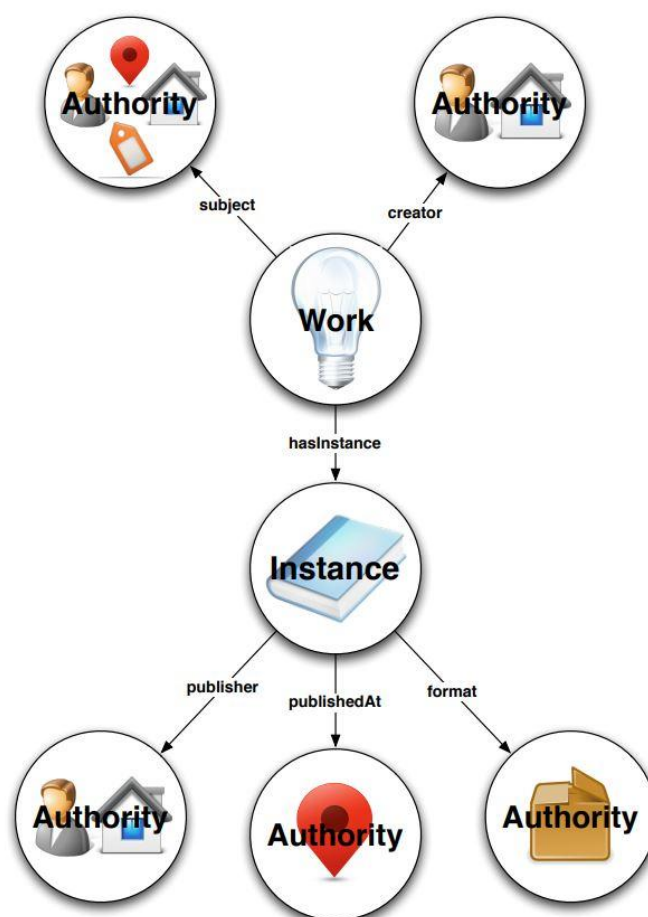 Authority
Authority
subject
creator
Work
hasInstance
Instance
publisher
publishedAt
format
Authority
Authority
Authority